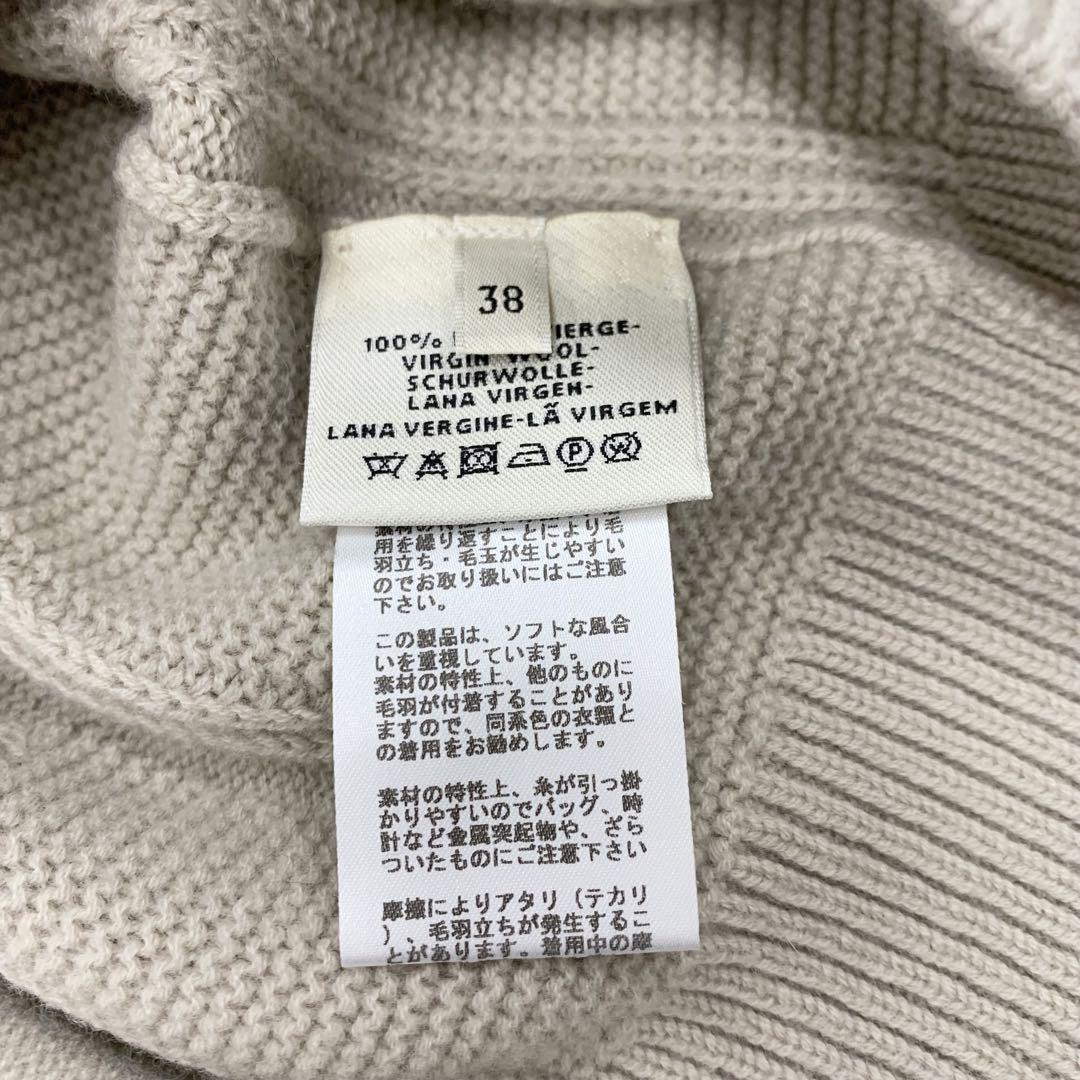 38
100% IERGE-
VIRGIN WOOL-
SCHURWOLLE-
LANA VIRGEN-
LANA VERGINE-LÃ VIRGEM
P
用を繰り返すことにより毛
羽立ち・毛玉が生じやすい
のでお取り扱いにはご注意
下さい。
この製品は、ソフトな風合
いを重視しています。
素材の特性上、他のものに
毛羽が付着することがあり
ますので、同系色の衣類と
の着用をお勧めします。
素材の特性上、糸が引っ掛
かりやすいのでバッグ、時
計など金属突起物や、ざら
ついたものにご注意下さい
摩擦によりアタリ（テカリ
）、毛羽立ちが発生するこ
とがあります。着用中の摩